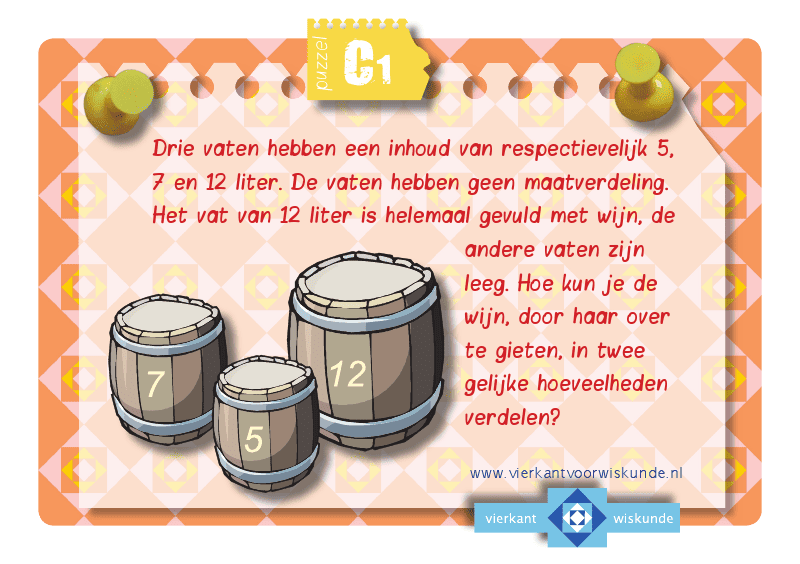 puzzel
C1
Drie vaten hebben een inhoud van respectievelijk 5,
7 en 12 liter. De vaten hebben geen maatverdeling.
Het vat van 12 liter is helemaal gevuld met wijn, de
andere vaten zijn
leeg. Hoe kun je de
wijn, door haar over
te gieten, in twee
gelijke hoeveelheden
verdelen?
7
5
12
www.vierkantvoorwiskunde.nl
vierkant wiskunde